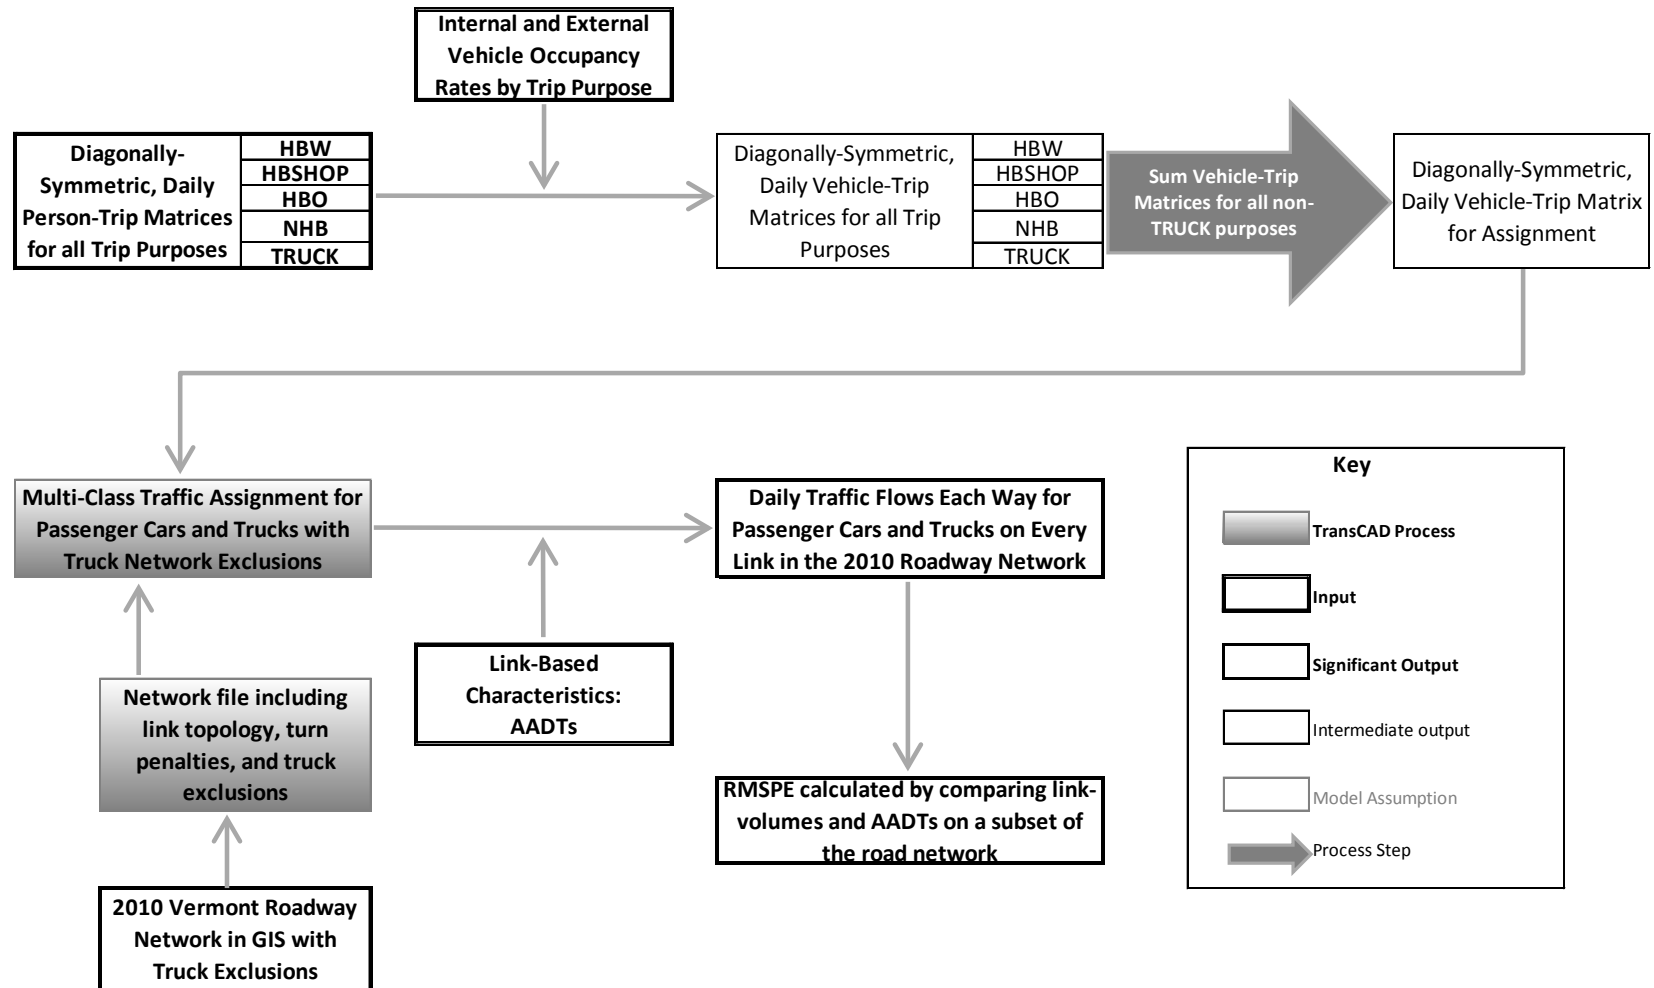 Internal and External
Vehicle Occupancy
Rates by Trip Purpose
Diagonally-
Symmetric, Daily
Person-Trip Matrices
for all Trip Purposes
HBW
HBSHOP
HBO
NHB
TRUCK
Diagonally-Symmetric,
Daily Vehicle-Trip
Matrices for all Trip
Purposes
HBW
HBSHOP
HBO
NHB
TRUCK
Sum Vehicle-Trip
Matrices for all non-
TRUCK purposes
Diagonally-Symmetric,
Daily Vehicle-Trip Matrix
for Assignment
Multi-Class Traffic Assignment for
Passenger Cars and Trucks with
Truck Network Exclusions
Daily Traffic Flows Each Way for
Passenger Cars and Trucks on Every
Link in the 2010 Roadway Network
Link-Based
Characteristics:
AADTs
Network file including
link topology, turn
penalties, and truck
exclusions
RMSPE calculated by comparing link-
volumes and AADTs on a subset of
the road network
2010 Vermont Roadway
Network in GIS with
Truck Exclusions
Key
TransCAD Process
Input
Significant Output
Intermediate output
Model Assumption
Process Step